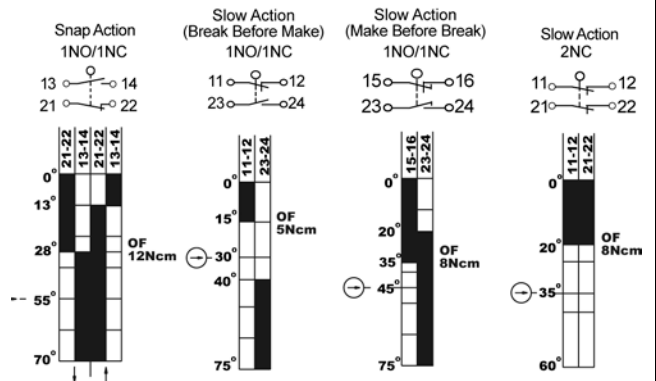 Snap Action
1NO/1NC
13 14
21 22
21-22
13-14
21-22
13-14
0°
13°
28°
55°
70°
OF
12Ncm
Slow Action
(Break Before Make)
1NO/1NC
11 12
23 24
11-12
23-24
0°
15°
30°
40°
75°
OF
5Ncm
Slow Action
(Make Before Break)
1NO/1NC
15 16
23 24
15-16
23-24
0°
20°
35°
45°
75°
OF
8Ncm
Slow Action
2NC
11 12
21 22
11-12
21-22
0°
20°
35°
60°
OF
8Ncm